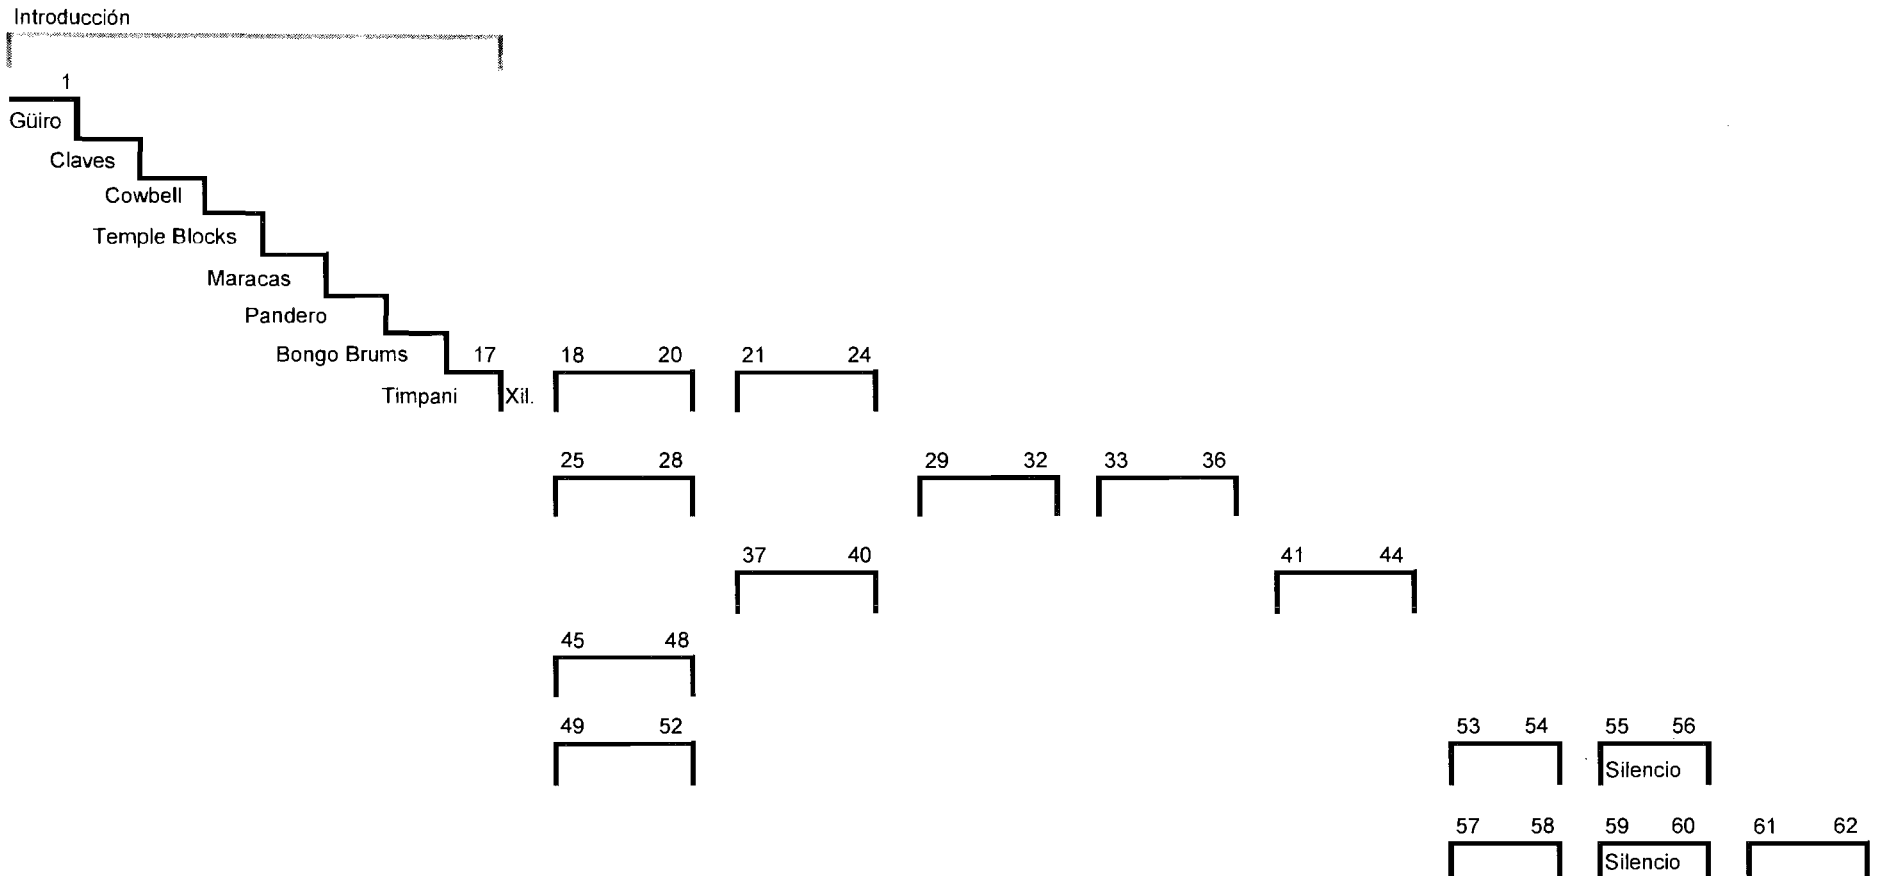 Introducción
1
Güiro
Claves
Cowbell
Temple Blocks
Maracas
Pandero
Bongo Brums 17 18 20 21 24
Timpani Xil.
25 28 29 32 33 36
37 40 41 44
45 48
49 52 53 54 55 56
Silencio
57 58 59 60 61 62
Silencio